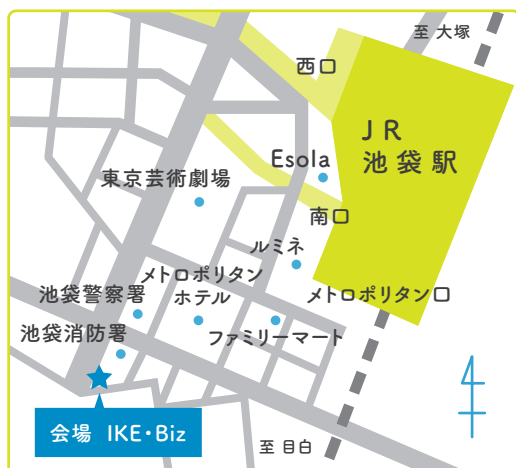 至 大塚
西口
JR
池袋駅
Esola
東京芸術劇場
南口
ルミネ
メトロポリタン
ホテル
メトロポリタン口
池袋警察署
ファミリーマート
池袋消防署
会場 IKE・Biz
至 目白